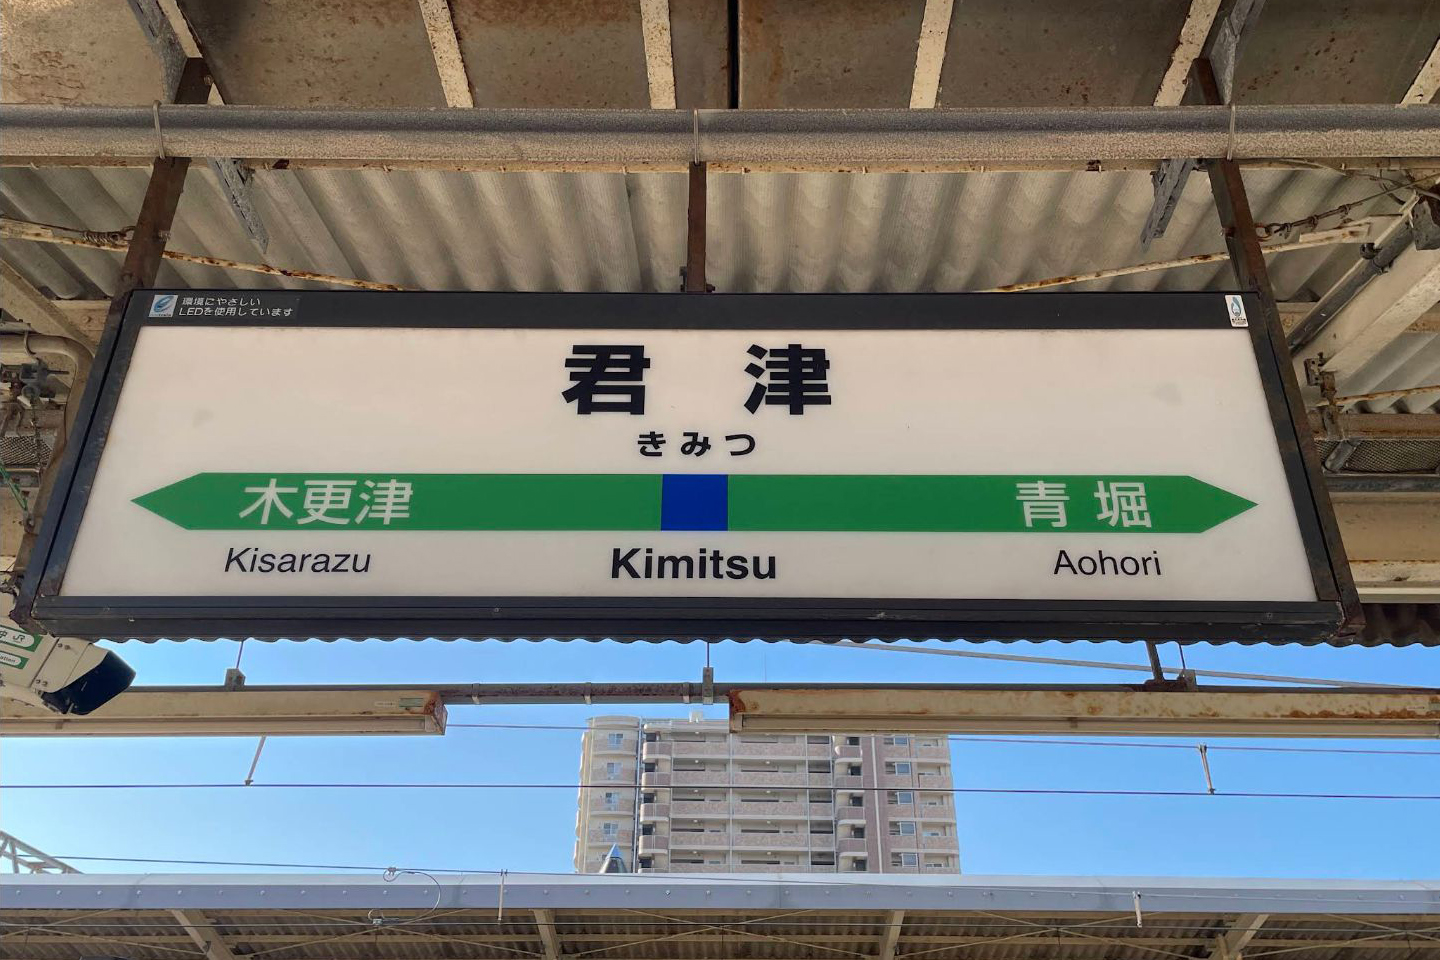 環境にやさしい
LEDを使用しています
君津
きみつ
木更津 青堀
Kisarazu Kimitsu Aohori
JR